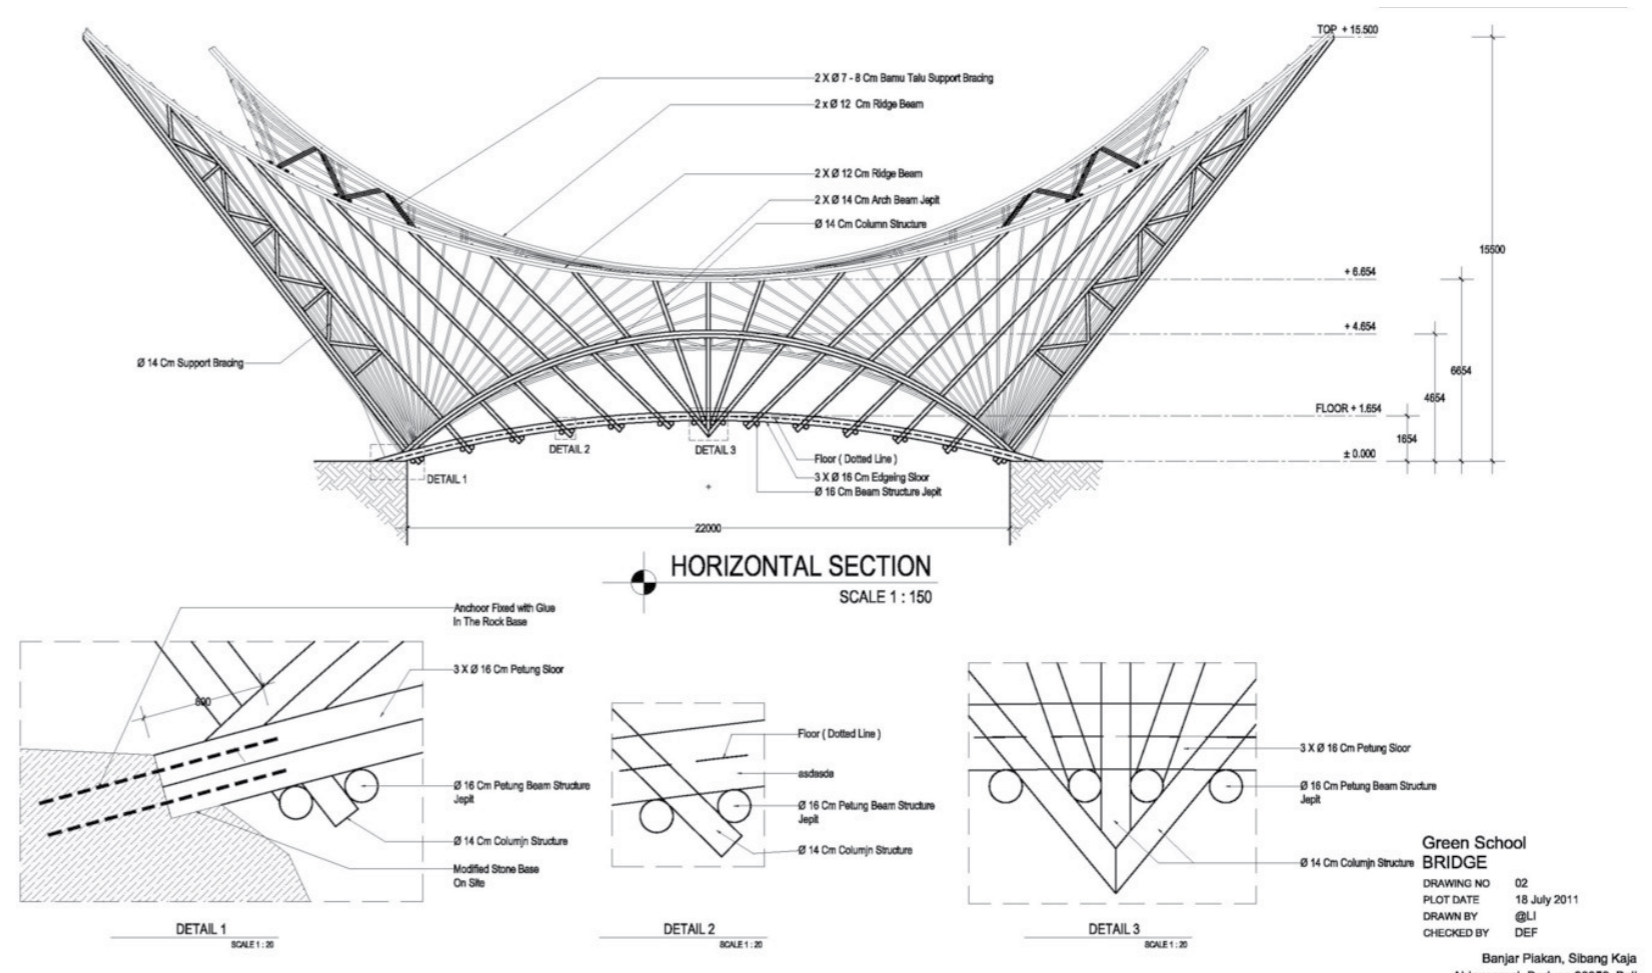 TOP + 15.500
2 X Ø 7 - 8 Cm Bamu Talu Support Bracing
2 x Ø 12 Cm Ridge Beam
2 X Ø 12 Cm Ridge Beam
2 X Ø 14 Cm Arch Beam Jepit
Ø 14 Cm Column Structure
15500
+ 6.654
+ 4.654
Ø 14 Cm Support Bracing
6654
4654
FLOOR + 1.654
1654
± 0.000
DETAIL 1
DETAIL 2
DETAIL 3
Floor ( Dotted Line )
3 X Ø 16 Cm Edgeing Sloor
Ø 16 Cm Beam Structure Jepit
22000
HORIZONTAL SECTION
SCALE 1 : 150
Anchoor Fixed with Glue
In The Rock Base
3 X Ø 16 Cm Petung Sloor
Ø 16 Cm Petung Beam Structure
Jepit
Ø 14 Cm Columjn Structure
Modified Stone Base
On Site
DETAIL 1
SCALE 1 : 20
Floor ( Dotted Line )
asdasda
Ø 16 Cm Petung Beam Structure
Jepit
Ø 14 Cm Columjn Structure
DETAIL 2
SCALE 1 : 20
3 X Ø 16 Cm Petung Sloor
Ø 16 Cm Petung Beam Structure
Jepit
Ø 14 Cm Columjn Structure
DETAIL 3
SCALE 1 : 20
Green School
BRIDGE
DRAWING NO 02
PLOT DATE 18 July 2011
DRAWN BY @LI
CHECKED BY DEF
Banjar Piakan, Sibang Kaja